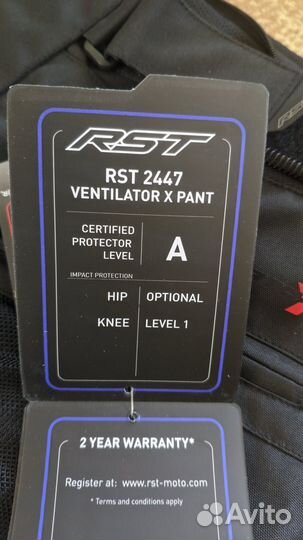 RST
RST 2447
VENTILATOR X PANT
CERTIFIED
PROTECTOR
LEVEL
A
IMPACT PROTECTION
HIP OPTIONAL
KNEE LEVEL 1
2 YEAR WARRANTY*
Register at: www.rst-moto.com
* Terms and conditions apply
Avito